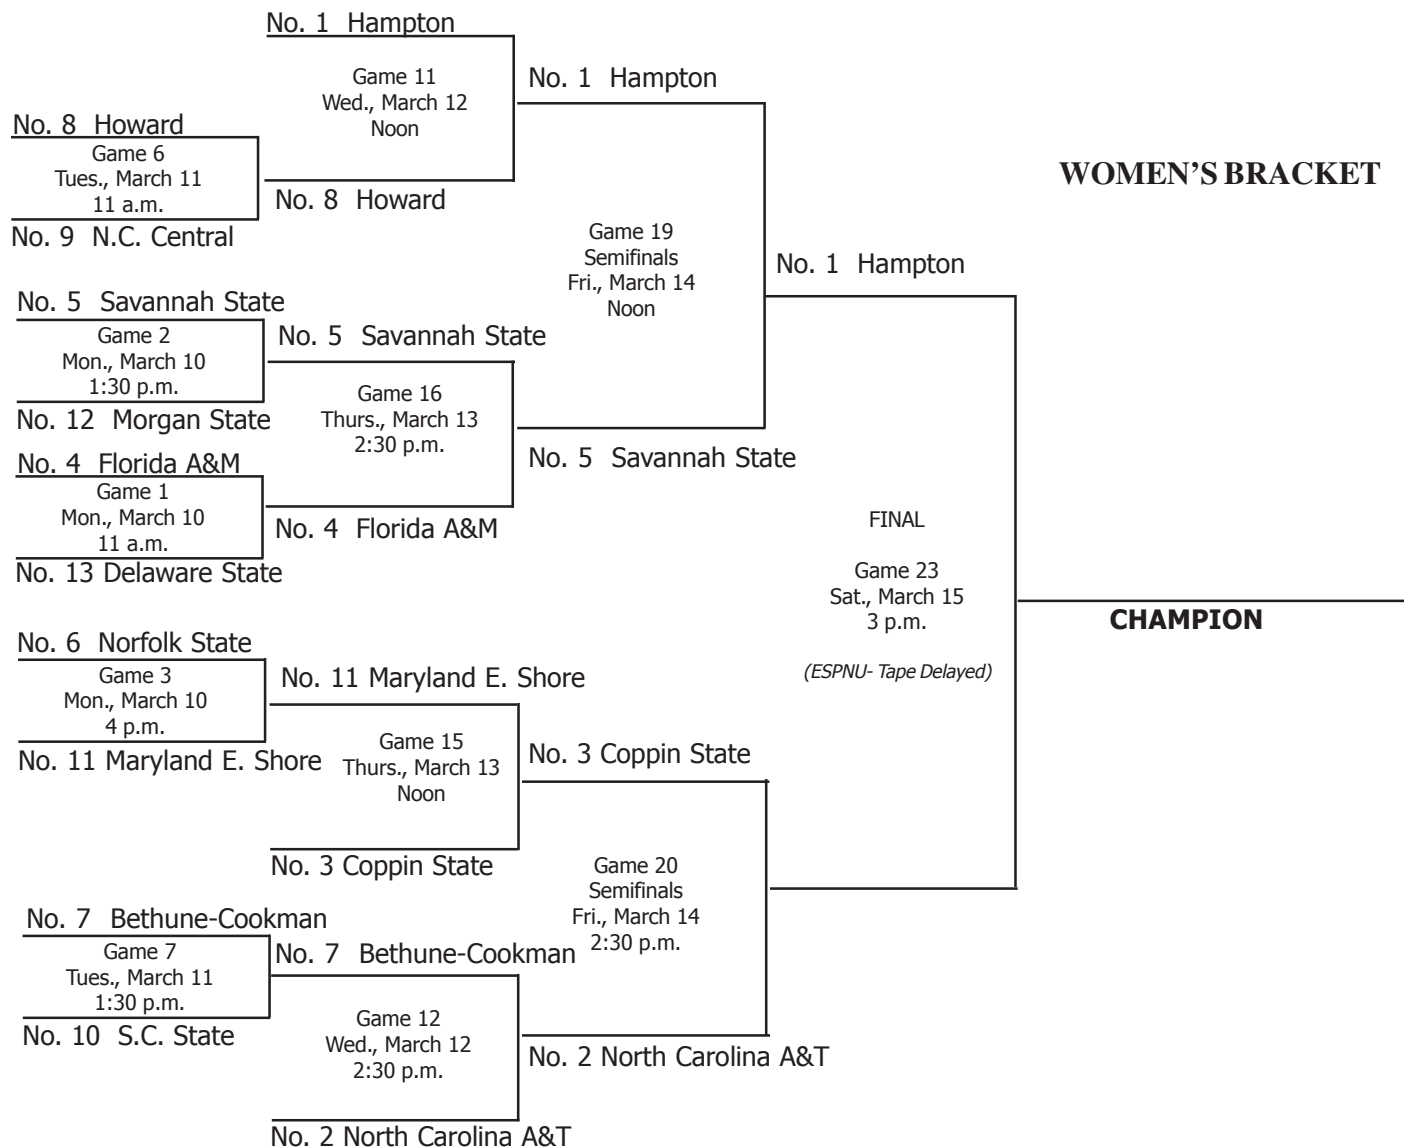 No. 1  Hampton
Game 11
Wed., March 12
Noon
No. 1  Hampton
No. 8  Howard
Game 6
Tues., March 11
11 a.m.
No. 8  Howard
No. 9  N.C. Central
WOMEN'S BRACKET
Game 19
Semifinals
Fri., March 14
Noon
No. 1  Hampton
No. 5  Savannah State
Game 2
Mon., March 10
1:30 p.m.
No. 12  Morgan State
No. 5  Savannah State
Game 16
Thurs., March 13
2:30 p.m.
No. 5  Savannah State
No. 4  Florida A&M
Game 1
Mon., March 10
11 a.m.
No. 13 Delaware State
No. 4  Florida A&M
FINAL
Game 23
Sat., March 15
3 p.m.
(ESPNU- Tape Delayed)
CHAMPION
No. 6  Norfolk State
Game 3
Mon., March 10
4 p.m.
No. 11 Maryland E. Shore
No. 11 Maryland E. Shore
Game 15
Thurs., March 13
Noon
No. 3 Coppin State
No. 3 Coppin State
Game 20
Semifinals
Fri., March 14
2:30 p.m.
No. 7  Bethune-Cookman
Game 7
Tues., March 11
1:30 p.m.
No. 10  S.C. State
No. 7  Bethune-Cookman
Game 12
Wed., March 12
2:30 p.m.
No. 2 North Carolina A&T
No. 2 North Carolina A&T